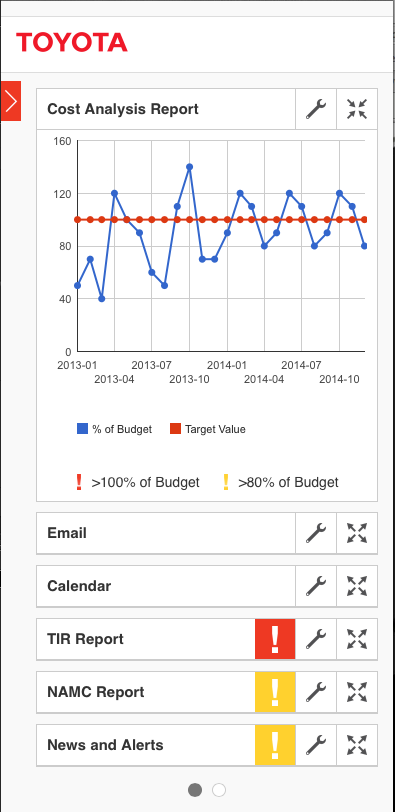 TOYOTA
Cost Analysis Report
160
120
80
40
0
2013-01 2013-07 2014-01 2014-07
2013-04 2013-10 2014-04 2014-10
% of Budget Target Value
! >100% of Budget ! >80% of Budget
Email
Calendar
TIR Report !
NAMC Report !
News and Alerts !